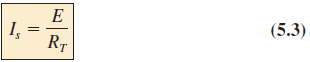 I_s = E / R_T (5.3)